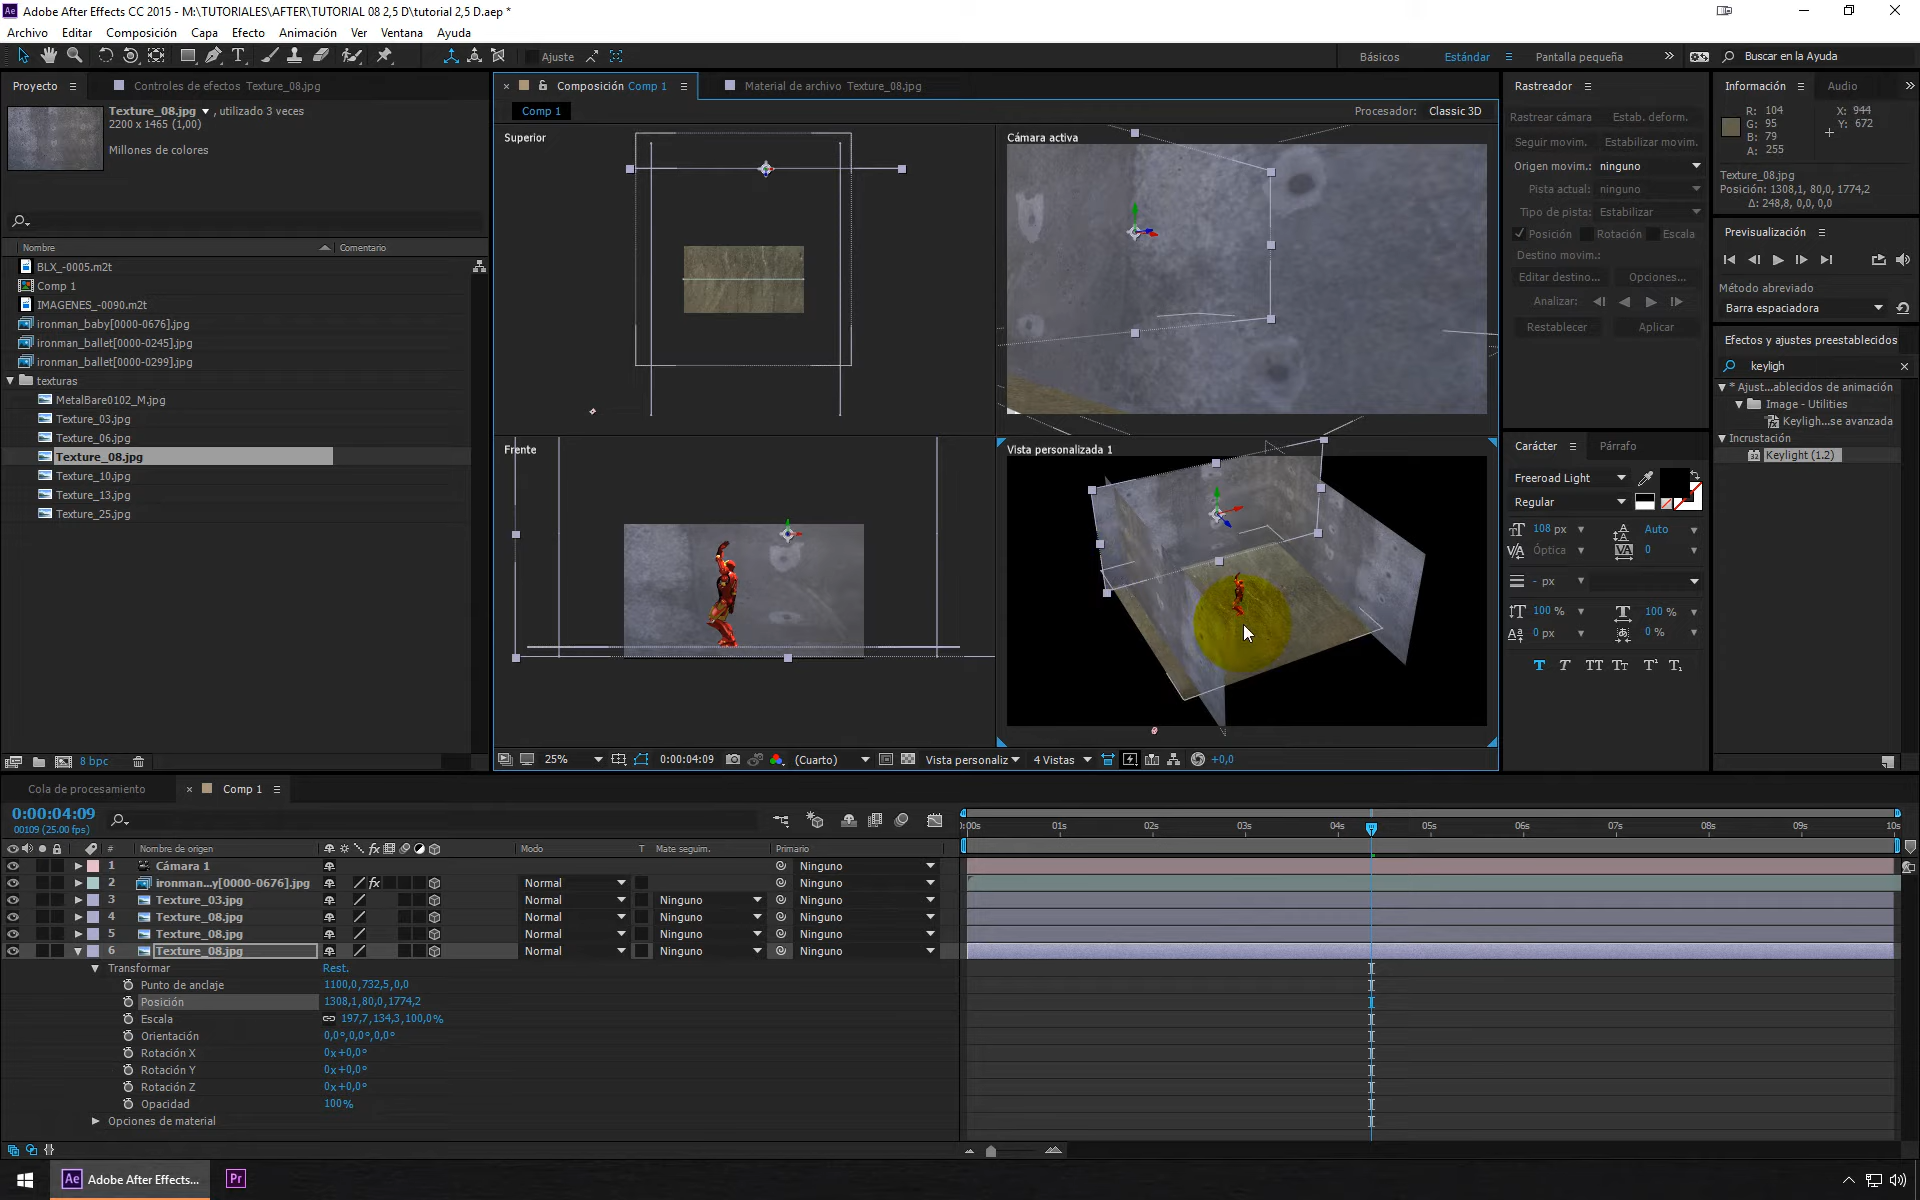 Adobe After Effects CC 2015 - M:\TUTORIALES\AFTER\TUTORIAL 08 2,5 D\tutorial 2,5 D.aep *
Archivo Editar Composición Capa Efecto Animación Ver Ventana Ayuda
Ajuste Básicos Estándar Pantalla pequeña Buscar en la Ayuda
Proyecto Controles de efectos Texture_08.jpg
Texture_08.jpg , utilizado 3 veces
2200 x 1465 (1,00)
Millones de colores
Nombre Comentario
BLX_-0005.m2t
Comp 1
IMAGENES_-0090.m2t
ironman_baby[0000-0676].jpg
ironman_ballet[0000-0245].jpg
ironman_ballet[0000-0299].jpg
texturas
MetalBare0102_M.jpg
Texture_03.jpg
Texture_06.jpg
Texture_08.jpg
Texture_10.jpg
Texture_13.jpg
Texture_25.jpg
8 bpc
Composición Comp 1 Material de archivo Texture_08.jpg
Comp 1 Procesador: Classic 3D
Superior Cámara activa
Frente Vista personalizada 1
25% 0:00:04:09 (Cuarto) Vista personaliz 4 Vistas +0,0
Rastreador
Rastrear cámara Estab. deform.
Seguir movim. Estabilizar movim.
Origen movim.: ninguno
Pista actual: ninguno
Tipo de pista: Estabilizar
Posición Rotación Escala
Destino movim.:
Editar destino... Opciones...
Analizar:
Restablecer Aplicar
Carácter Párrafo
Freeroad Light
Regular
108 px Auto
Óptica 0
- px
100 % 100 %
0 px 0 %
T T TT Tt T¹ T₁
Información Audio
R: 104 X: 944
G: 95 Y: 672
B: 79
A: 255
Texture_08.jpg
Posición: 1308,1, 80,0, 1774,2
Δ: 248,8, 0,0, 0,0
Previsualización
Método abreviado
Barra espaciadora
Efectos y ajustes preestablecidos
keyligh
* Ajust...ablecidos de animación
Image - Utilities
Keyligh...se avanzada
Incrustación
Keylight (1.2)
Cola de procesamiento Comp 1
0:00:04:09
00109 (25.00 fps)
:00s 01s 02s 03s 04s 05s 06s 07s 08s 09s 10s
# Nombre de origen Modo T Mate seguim. Primario
1 Cámara 1 Ninguno
2 ironman...y[0000-0676].jpg Normal Ninguno
3 Texture_03.jpg Normal Ninguno Ninguno
4 Texture_08.jpg Normal Ninguno Ninguno
5 Texture_08.jpg Normal Ninguno Ninguno
6 Texture_08.jpg Normal Ninguno Ninguno
Transformar Rest.
Punto de anclaje 1100,0,732,5,0,0
Posición 1308,1,80,0,1774,2
Escala 197,7,134,3,100,0%
Orientación 0,0°,0,0°,0,0°
Rotación X 0x+0,0°
Rotación Y 0x+0,0°
Rotación Z 0x+0,0°
Opacidad 100%
Opciones de material
Adobe After Effects...